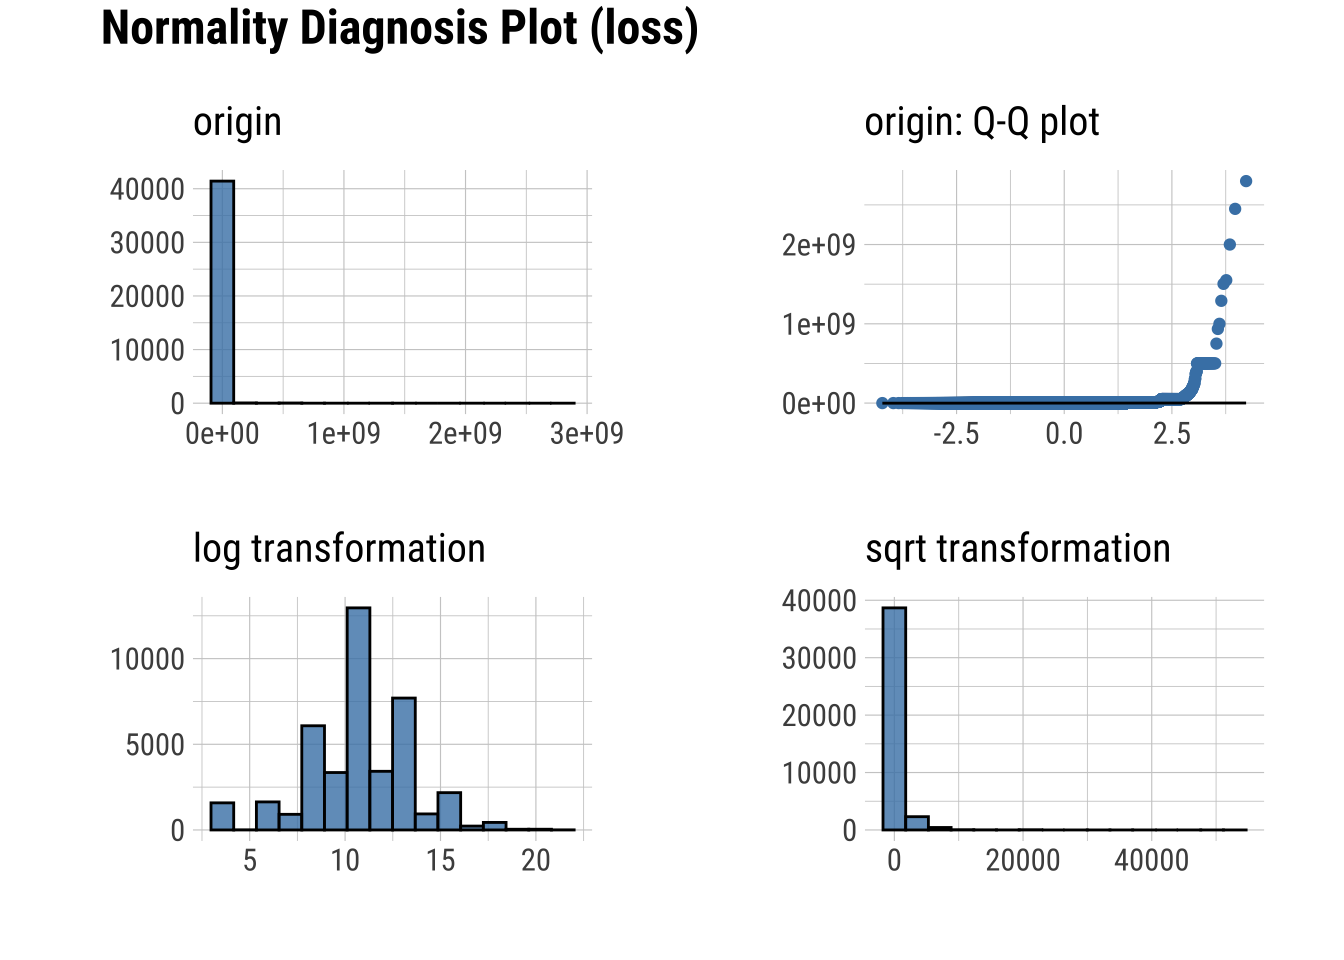 Normality Diagnosis Plot (loss)
origin
40000
30000
20000
10000
0
0e+00 1e+09 2e+09 3e+09
origin: Q-Q plot
2e+09
1e+09
0e+00
-2.5 0.0 2.5
log transformation
10000
5000
0
5 10 15 20
sqrt transformation
40000
30000
20000
10000
0
0 20000 40000